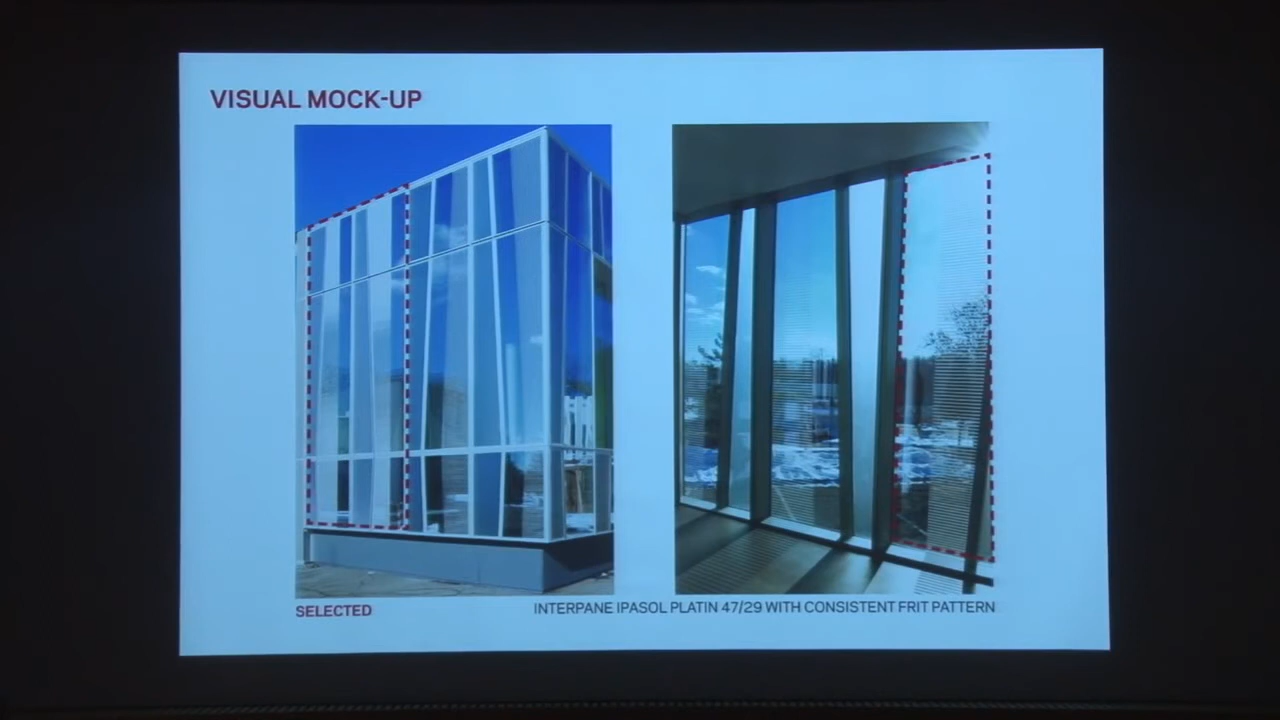 VISUAL MOCK-UP
SELECTED
INTERPANE IPASOL PLATIN 47/29 WITH CONSISTENT FRIT PATTERN